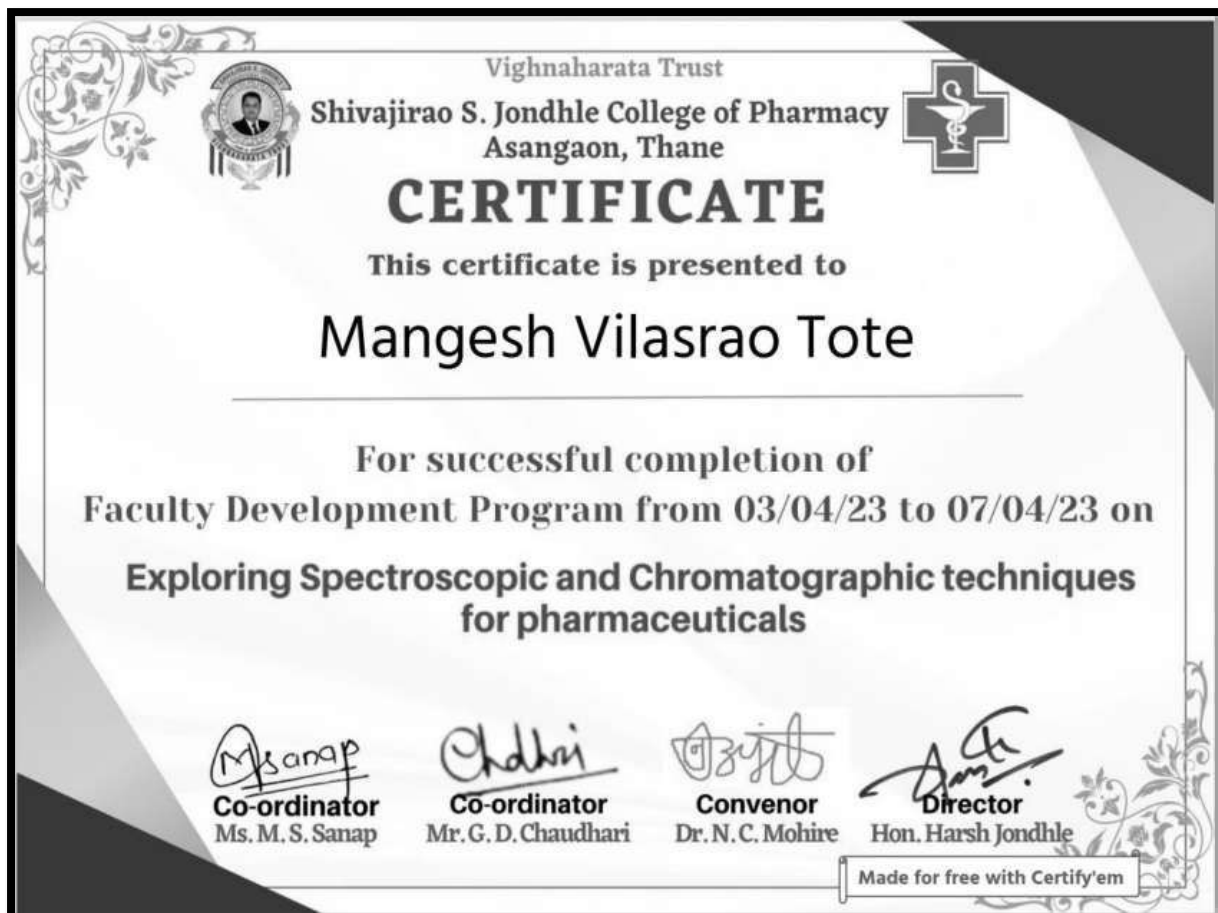 Vighnaharata Trust
Shivajirao S. Jondhle College of Pharmacy
Asangaon, Thane
CERTIFICATE
This certificate is presented to
Mangesh Vilasrao Tote
For successful completion of
Faculty Development Program from 03/04/23 to 07/04/23 on
Exploring Spectroscopic and Chromatographic techniques
for pharmaceuticals
Msanap
Co-ordinator
Ms. M. S. Sanap
Co-ordinator
Mr. G. D. Chaudhari
Convenor
Dr. N. C. Mohire
Director
Hon. Harsh Jondhle
Made for free with Certify'em